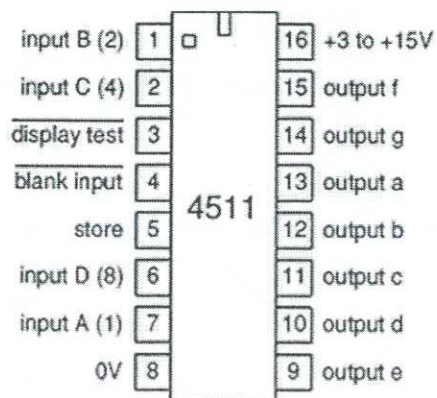 input B (2) 1 16 +3 to +15V
input C (4) 2 15 output f
display test 3 14 output g
blank input 4 13 output a
4511
store 5 12 output b
input D (8) 6 11 output c
input A (1) 7 10 output d
0V 8 9 output e